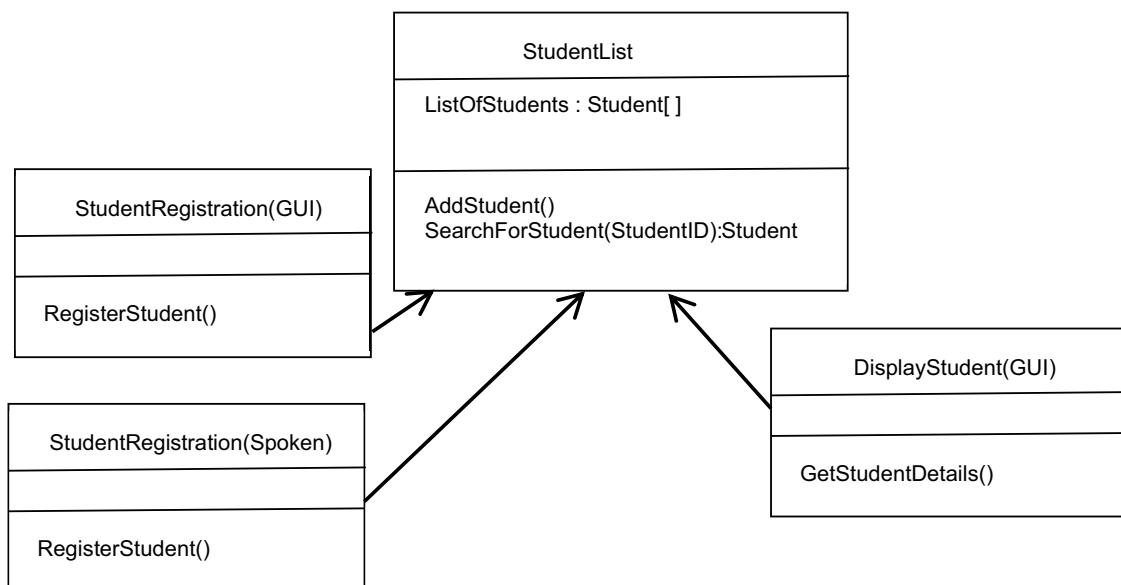 StudentList
ListOfStudents : Student[ ]
AddStudent()
SearchForStudent(StudentID):Student
StudentRegistration(GUI)
RegisterStudent()
StudentRegistration(Spoken)
RegisterStudent()
DisplayStudent(GUI)
GetStudentDetails()